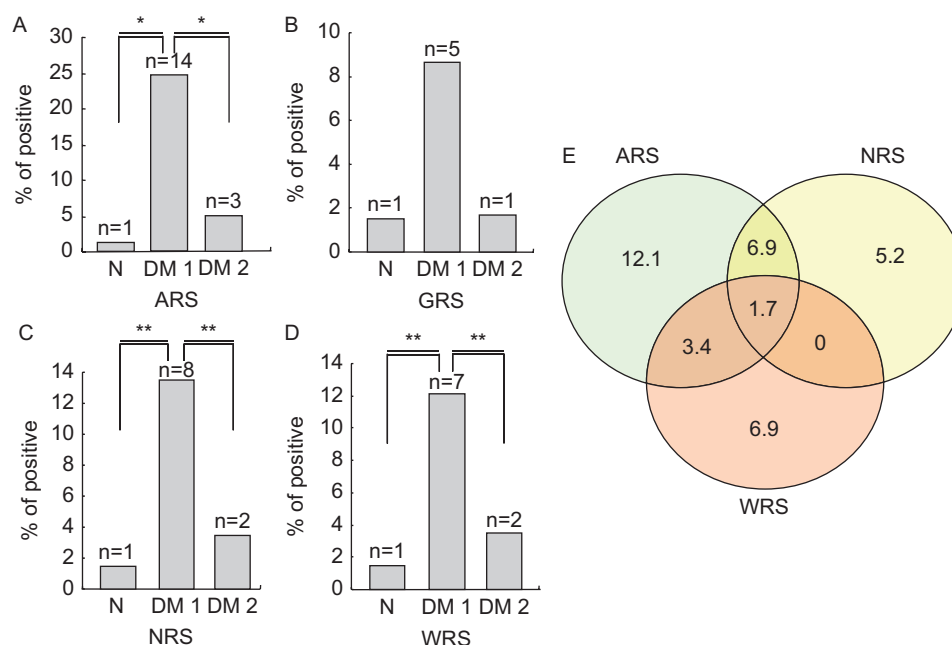 A
* *
30
25
20
15
10
5
0
% of positive
n=1
n=14
n=3
N DM 1 DM 2
ARS
B
10
8
6
4
2
0
% of positive
n=1
n=5
n=1
N DM 1 DM 2
GRS
C
** **
14
12
10
8
6
4
2
0
% of positive
n=1
n=8
n=2
N DM 1 DM 2
NRS
D
** **
14
12
10
8
6
4
2
0
% of positive
n=1
n=7
n=2
N DM 1 DM 2
WRS
E
ARS NRS
12.1 6.9 5.2
1.7
3.4 0
6.9
WRS